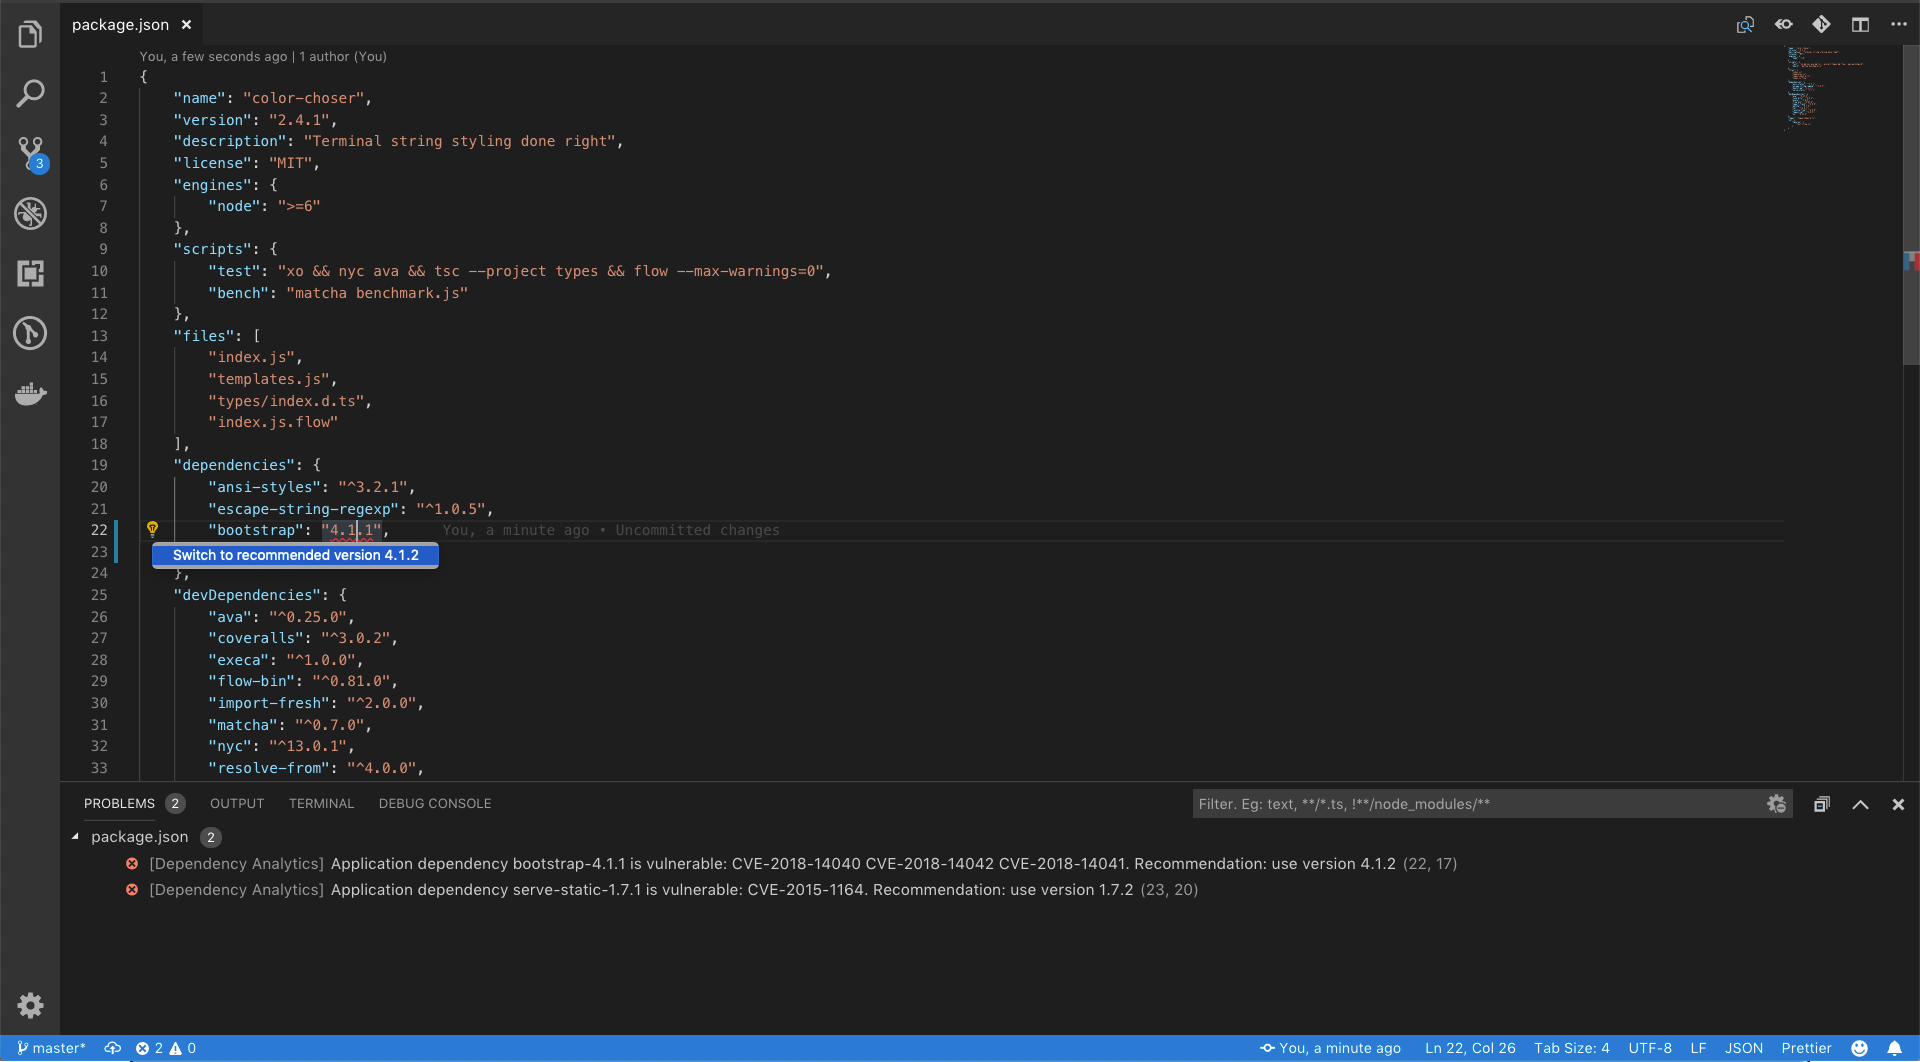 package.json ×
You, a few seconds ago | 1 author (You)
1 {
2 "name": "color-choser",
3 "version": "2.4.1",
4 "description": "Terminal string styling done right",
5 "license": "MIT",
6 "engines": {
7 "node": ">=6"
8 },
9 "scripts": {
10 "test": "xo && nyc ava && tsc --project types && flow --max-warnings=0",
11 "bench": "matcha benchmark.js"
12 },
13 "files": [
14 "index.js",
15 "templates.js",
16 "types/index.d.ts",
17 "index.js.flow"
18 ],
19 "dependencies": {
20 "ansi-styles": "^3.2.1",
21 "escape-string-regexp": "^1.0.5",
22 "bootstrap": "4.1.1", You, a minute ago • Uncommitted changes
23
Switch to recommended version 4.1.2
24 },
25 "devDependencies": {
26 "ava": "^0.25.0",
27 "coveralls": "^3.0.2",
28 "execa": "^1.0.0",
29 "flow-bin": "^0.81.0",
30 "import-fresh": "^2.0.0",
31 "matcha": "^0.7.0",
32 "nyc": "^13.0.1",
33 "resolve-from": "^4.0.0",
3
PROBLEMS 2 OUTPUT TERMINAL DEBUG CONSOLE Filter. Eg: text, **/*.ts, !**/node_modules/**
package.json 2
[Dependency Analytics] Application dependency bootstrap-4.1.1 is vulnerable: CVE-2018-14040 CVE-2018-14042 CVE-2018-14041. Recommendation: use version 4.1.2 (22, 17)
[Dependency Analytics] Application dependency serve-static-1.7.1 is vulnerable: CVE-2015-1164. Recommendation: use version 1.7.2 (23, 20)
master* 2 0 You, a minute ago Ln 22, Col 26 Tab Size: 4 UTF-8 LF JSON Prettier